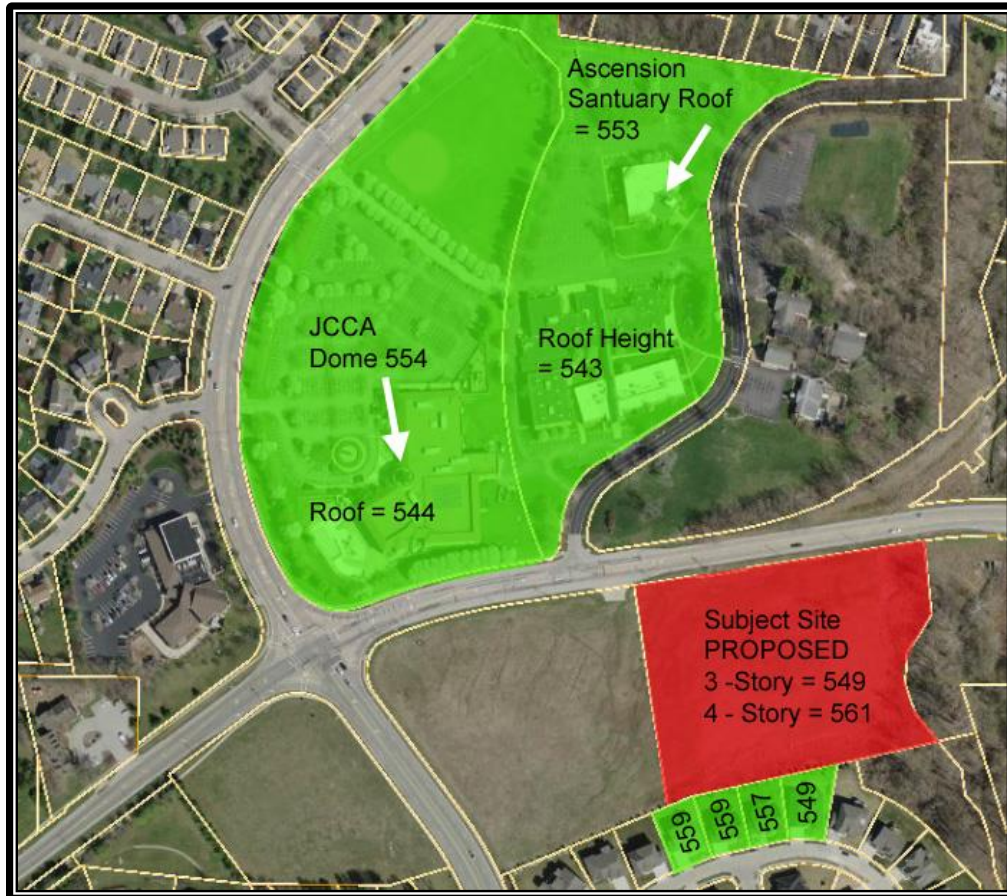 Ascension
Santuary Roof
= 553
JCCA
Dome 554
Roof Height
= 543
Roof = 544
Subject Site
PROPOSED
3 -Story = 549
4 - Story = 561
559
559
557
549